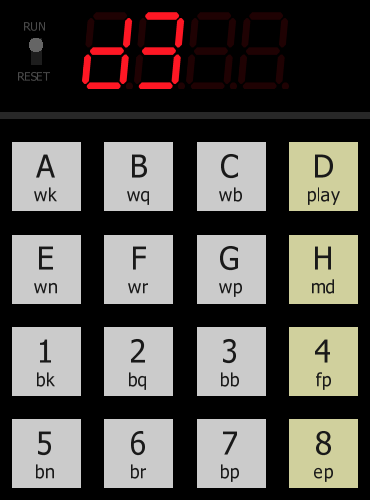 RUN
RESET
d3
A B C D
wk wq wb play
E F G H
wn wr wp md
1 2 3 4
bk bq bb fp
5 6 7 8
bn br bp ep